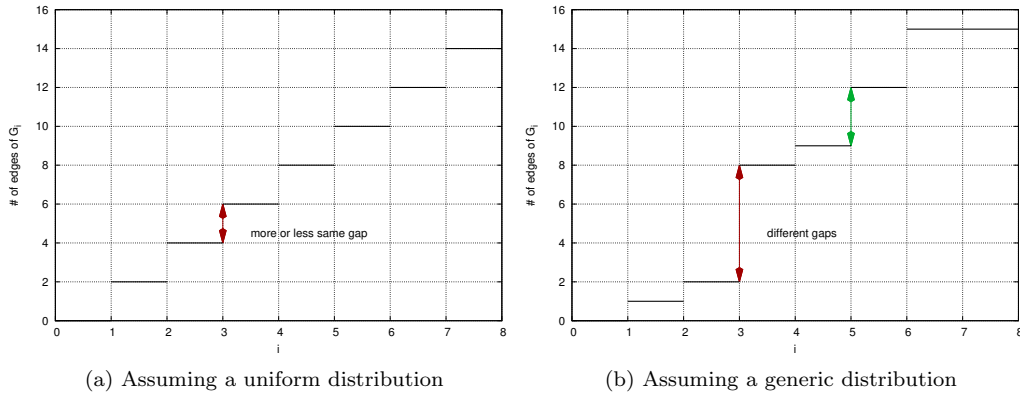 16
14
12
10
8
6
4
2
0
# of edges of Gi
more or less same gap
0 1 2 3 4 5 6 7 8
i
(a) Assuming a uniform distribution
16
14
12
10
8
6
4
2
0
# of edges of Gi
different gaps
0 1 2 3 4 5 6 7 8
i
(b) Assuming a generic distribution